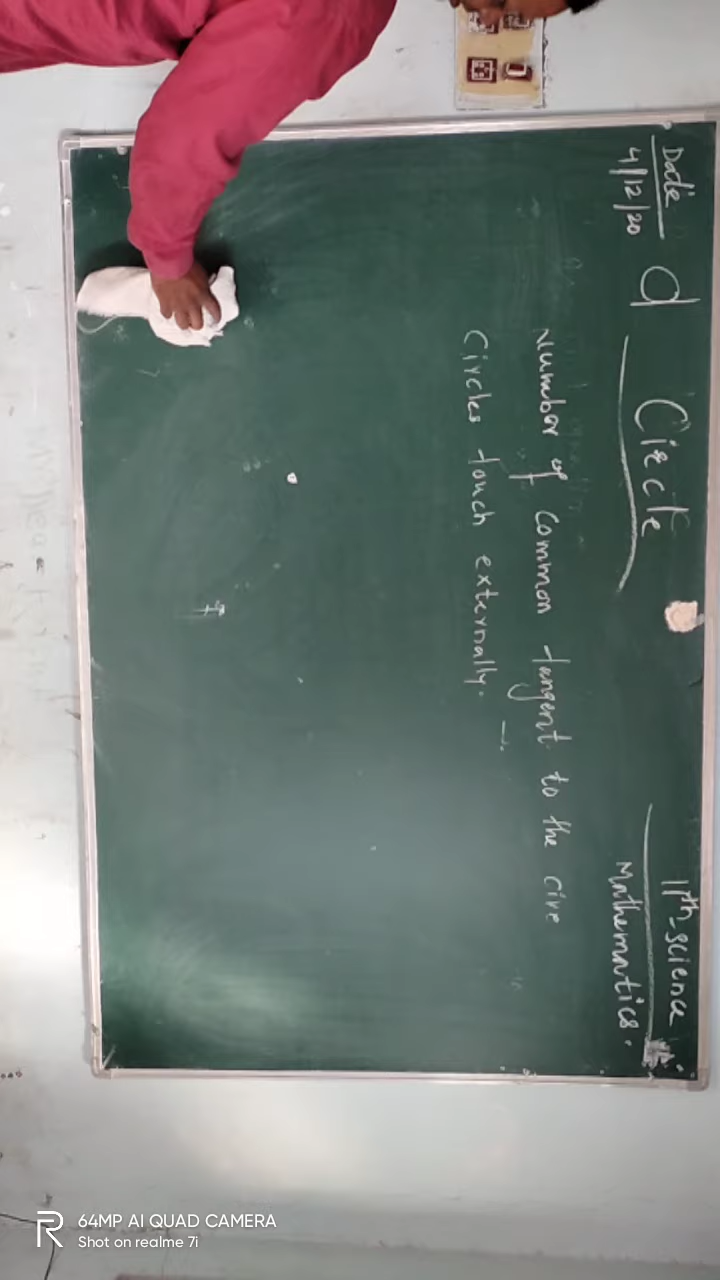 Date
4/12/20
d Circle
11th-science
Mathematics.
Number of common tangent to the circ
Circles touch externally. -.
64MP AI QUAD CAMERA
Shot on realme 7i